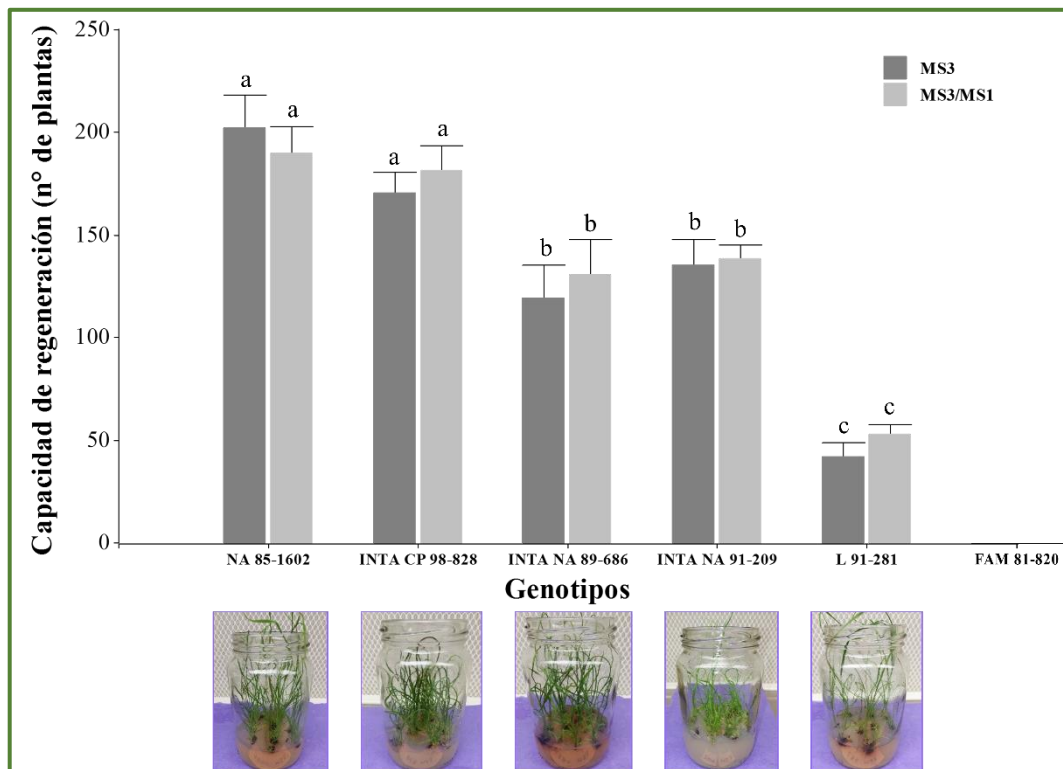 Capacidad de regeneración (n° de plantas)
250
200
150
100
50
0
MS3
MS3/MS1
a
a
a
a
b
b
b
b
c
c
NA 85-1602
INTA CP 98-828
INTA NA 89-686
INTA NA 91-209
L 91-281
FAM 81-820
Genotipos